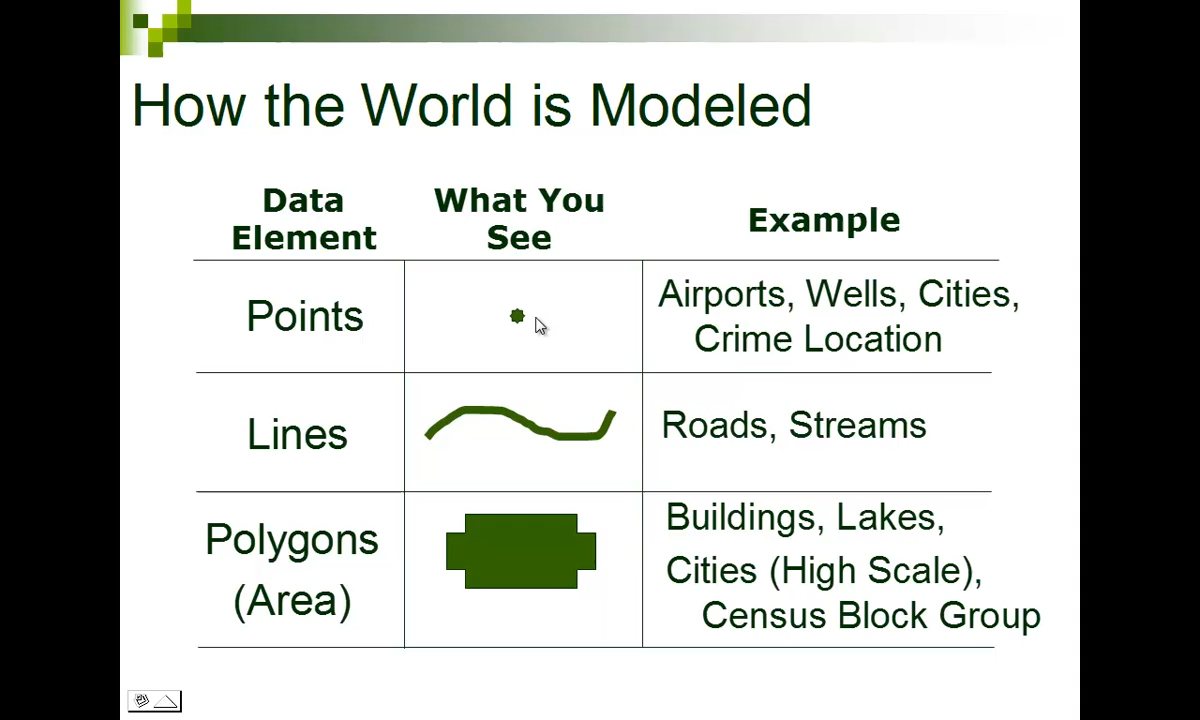 How the World is Modeled
Data
Element
What You
See
Example
Points
Airports, Wells, Cities,
Crime Location
Lines
Roads, Streams
Polygons
(Area)
Buildings, Lakes,
Cities (High Scale),
Census Block Group